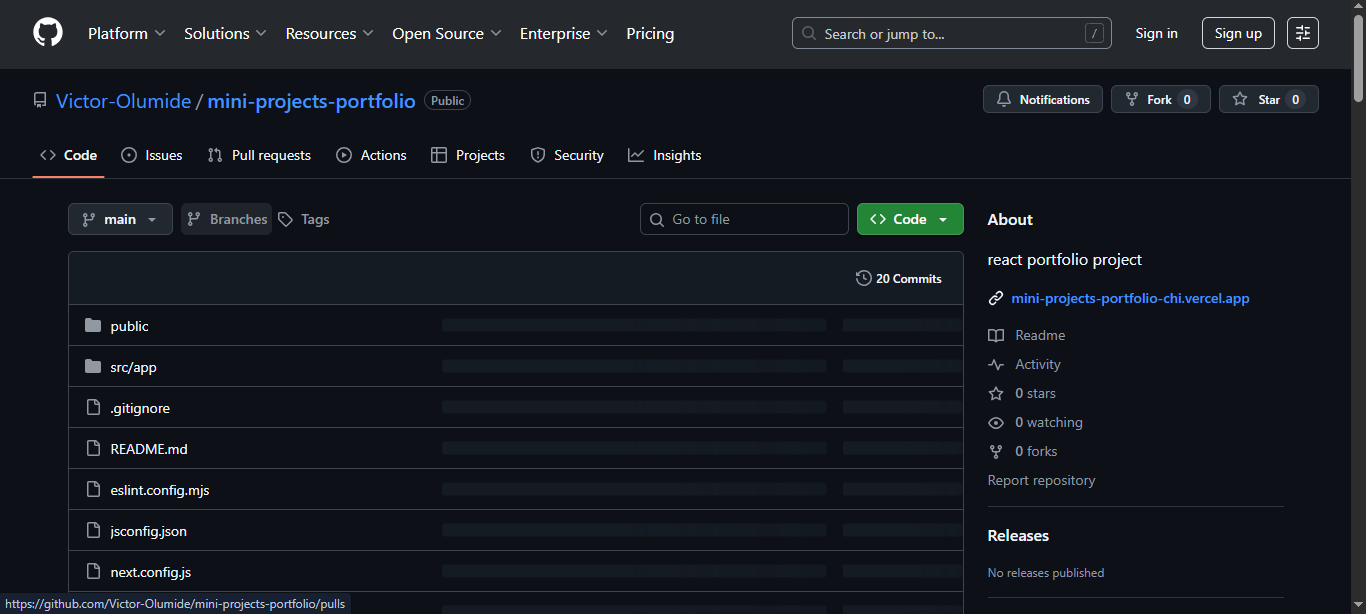 Platform Solutions Resources Open Source Enterprise Pricing Search or jump to... / Sign in Sign up
Victor-Olumide / mini-projects-portfolio Public Notifications Fork 0 Star 0
Code Issues Pull requests Actions Projects Security Insights
main Branches Tags Go to file Code
20 Commits
public
src/app
.gitignore
README.md
eslint.config.mjs
jsconfig.json
next.config.js
About
react portfolio project
mini-projects-portfolio-chi.vercel.app
Readme
Activity
0 stars
0 watching
0 forks
Report repository
Releases
No releases published
https://github.com/Victor-Olumide/mini-projects-portfolio/pulls